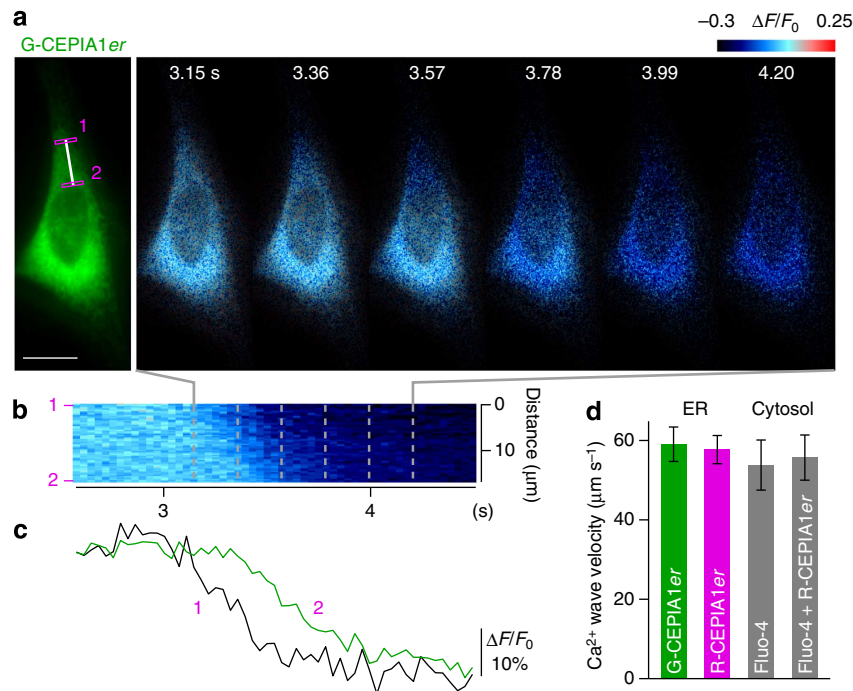 a
−0.3 ΔF/F0 0.25
G-CEPIA1er
3.15 s 3.36 3.57 3.78 3.99 4.20
1
2
b
1
2
0
10
Distance (μm)
3 4 (s)
c
1 2
ΔF/F0
10%
d
ER Cytosol
Ca2+ wave velocity (μm s−1)
60
40
20
0
G-CEPIA1er
R-CEPIA1er
Fluo-4
Fluo-4 + R-CEPIA1er